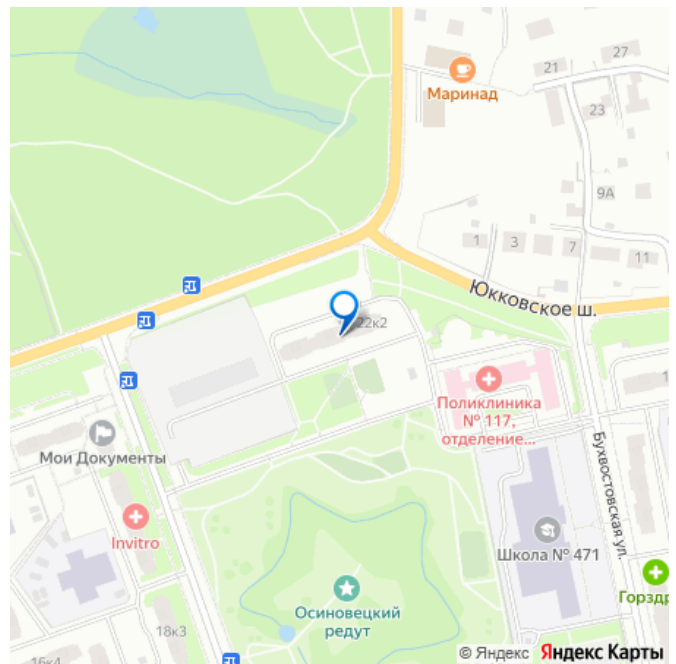 27
21
Маринад
23
9А
1
3
7
11
Юкковское ш.
22к2
Поликлиника
№ 117,
отделение...
Мои Документы
Бухвостовская ул.
Invitro
Школа № 471
Горздр
Осиновецкий
редут
18к3
16к4
© Яндекс Яндекс Карты